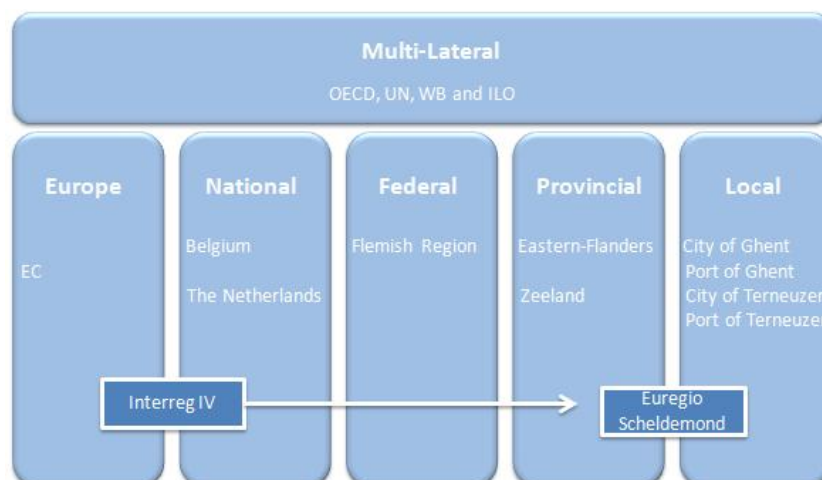 Multi-Lateral
OECD, UN, WB and ILO
Europe
EC
National
Belgium
The Netherlands
Federal
Flemish Region
Provincial
Eastern-Flanders
Zeeland
Local
City of Ghent
Port of Ghent
City of Terneuzen
Port of Terneuzen
Interreg IV
Euregio
Scheldemond